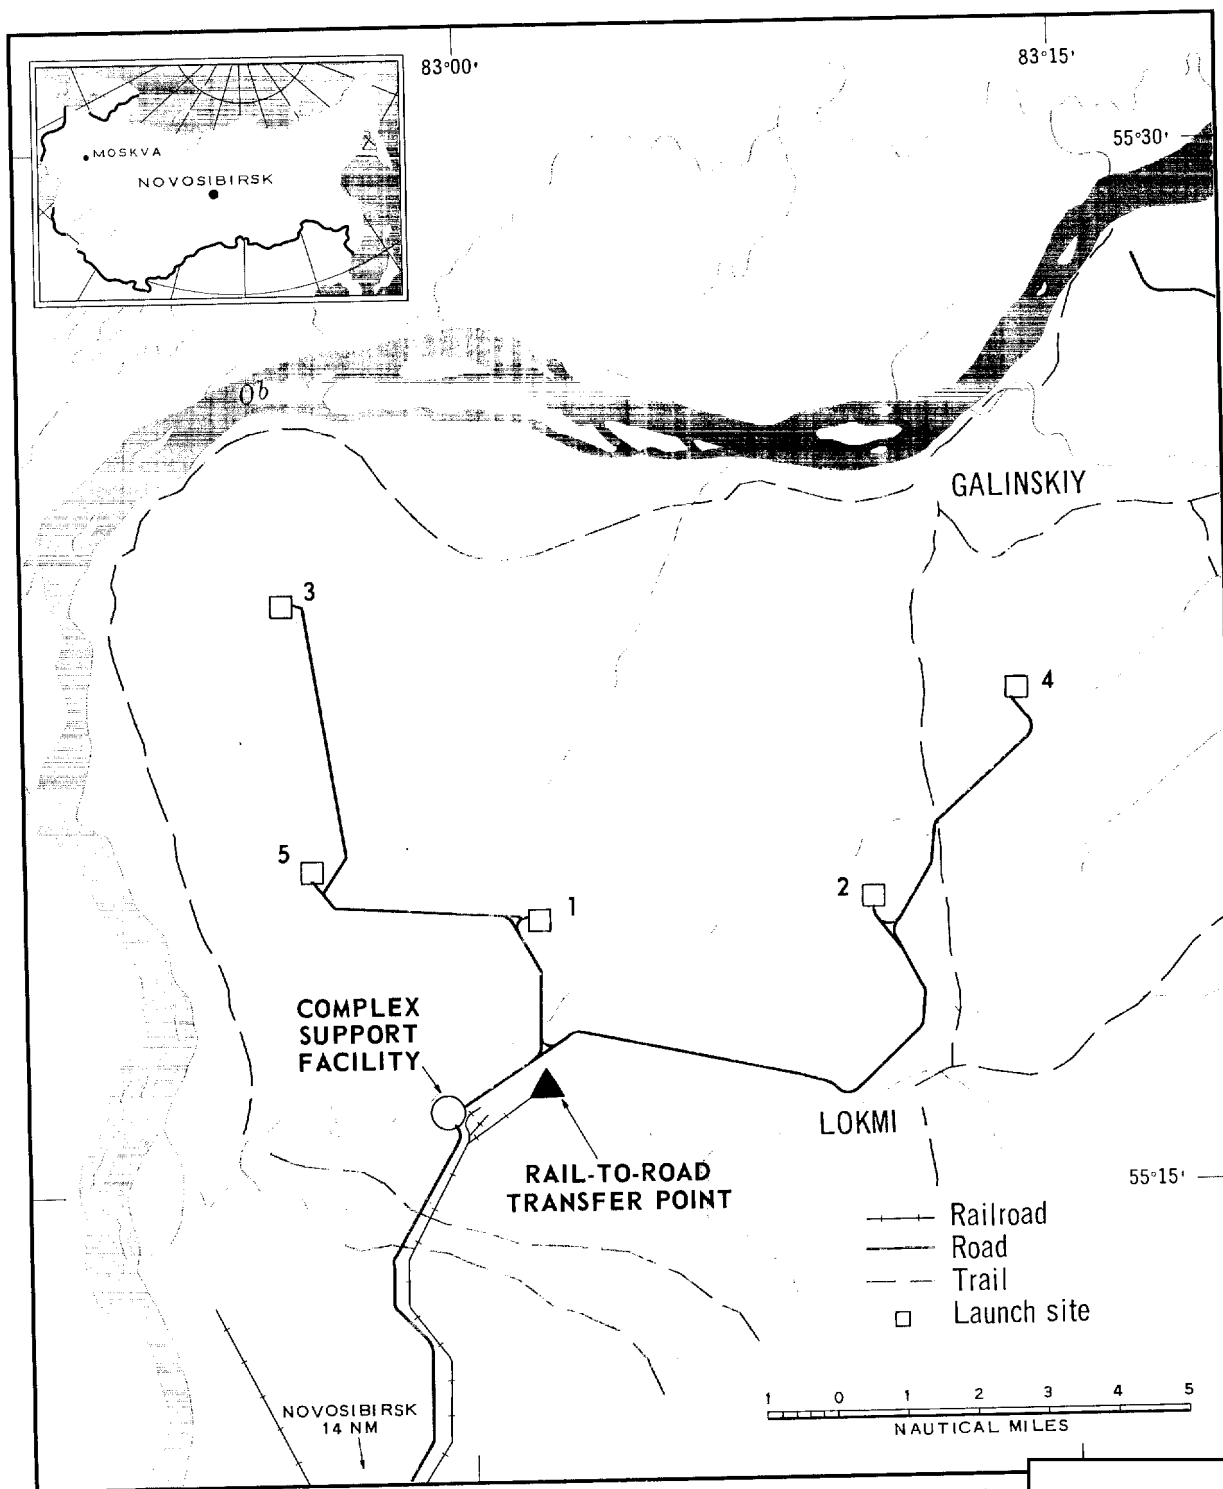 83°00'
83°15'
55°30'
MOSKVA
NOVOSIBIRSK
Ob
GALINSKIY
3
4
5
2
1
COMPLEX
SUPPORT
FACILITY
LOKMI
RAIL-TO-ROAD
TRANSFER POINT
55°15'
Railroad
Road
Trail
Launch site
1 0 1 2 3 4 5
NAUTICAL MILES
NOVOSIBIRSK
14 NM